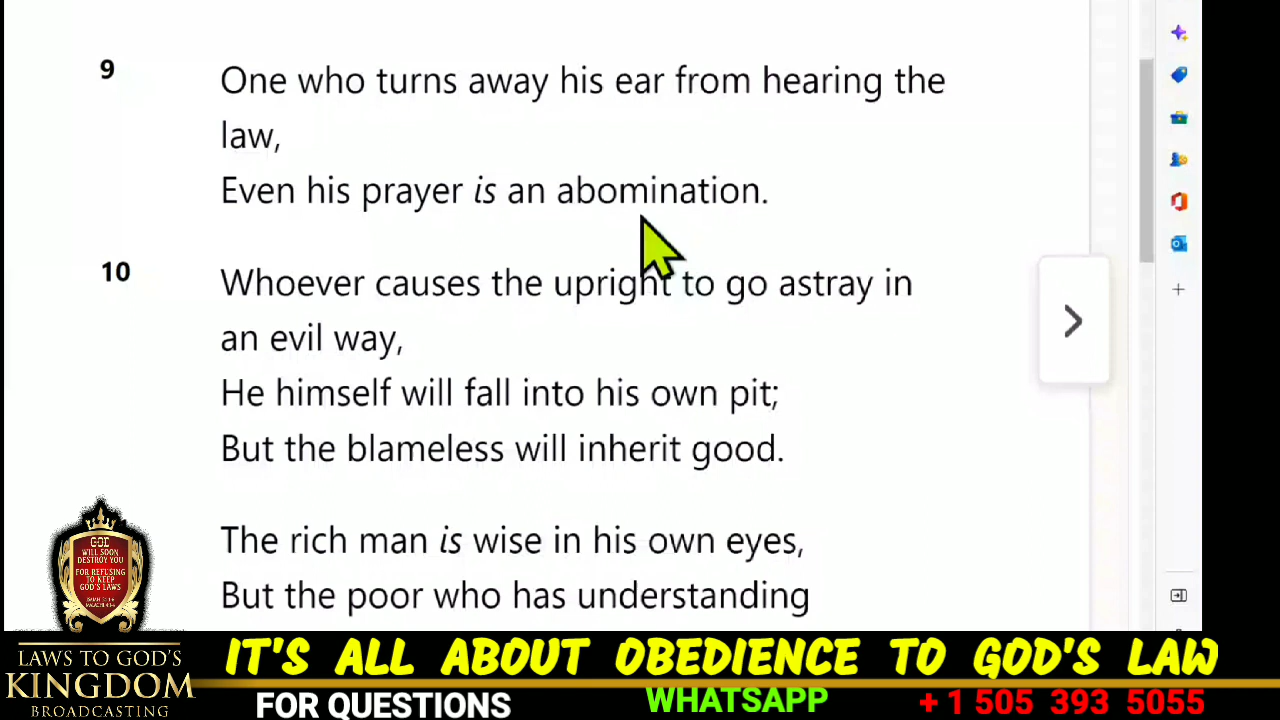 9
One who turns away his ear from hearing the
law,
Even his prayer is an abomination.
10
Whoever causes the upright to go astray in
an evil way,
He himself will fall into his own pit;
But the blameless will inherit good.
The rich man is wise in his own eyes,
But the poor who has understanding
GOD
WILL SOON
DESTROY YOU
FOR REFUSING
TO KEEP
GOD'S LAWS
LAWS TO GOD'S
KINGDOM
BROADCASTING
IT'S ALL ABOUT OBEDIENCE TO GOD'S LAW
FOR QUESTIONS
WHATSAPP
+ 1 505 393 5055